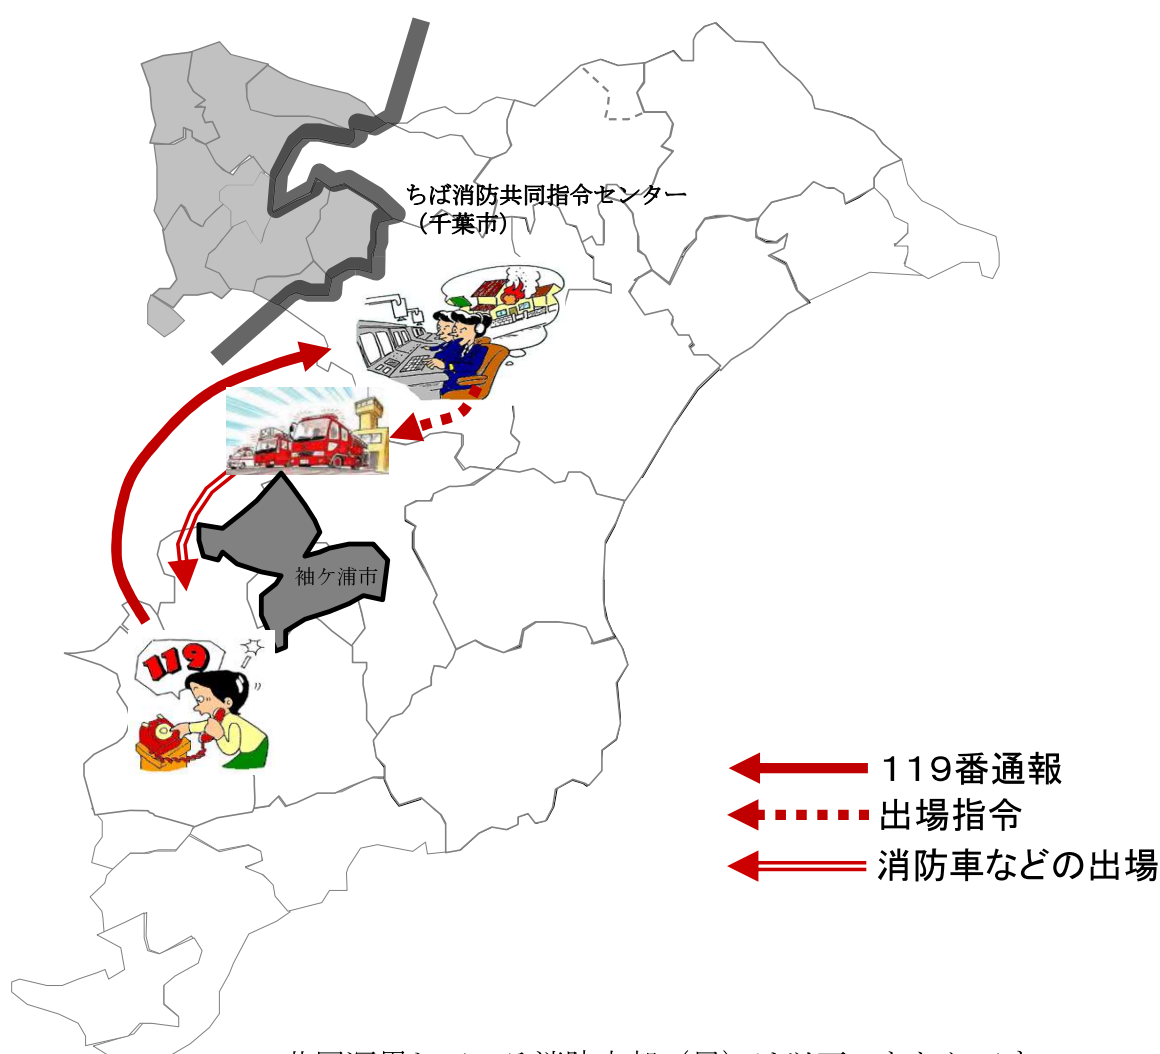 ちば消防共同指令センター
(千葉市)
袖ケ浦市
119
119番通報
出場指令
消防車などの出場